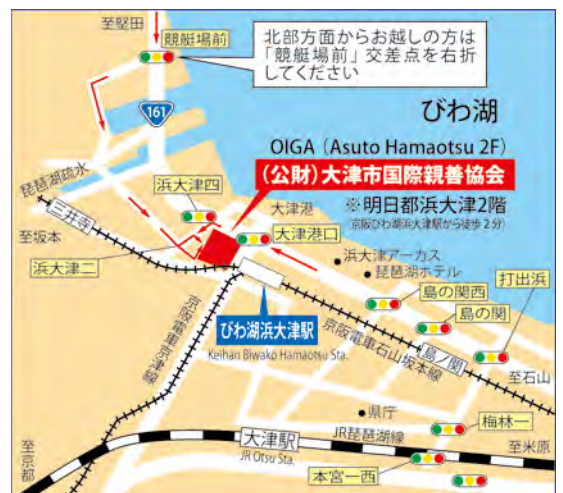 至堅田
競艇場前
北部方面からお越しの方は
「競艇場前」交差点を右折
してください
161
びわ湖
OIGA（Asuto Hamaotsu 2F）
(公財)大津市国際親善協会
※明日都浜大津2階
京阪びわ湖浜大津駅から徒歩2分
琵琶湖疏水
浜大津四
大津港
三井寺
大津港口
至坂本
浜大津二
浜大津アーカス
琵琶湖ホテル
打出浜
島の関西
島の関
びわ湖浜大津駅
Keihan Biwako Hamaotsu Sta.
京阪電車京津線
京阪電車石山坂本線
島ノ関
至石山
県庁
梅林一
大津駅
JR琵琶湖線
JR Otsu Sta.
至米原
至京都
本宮一西